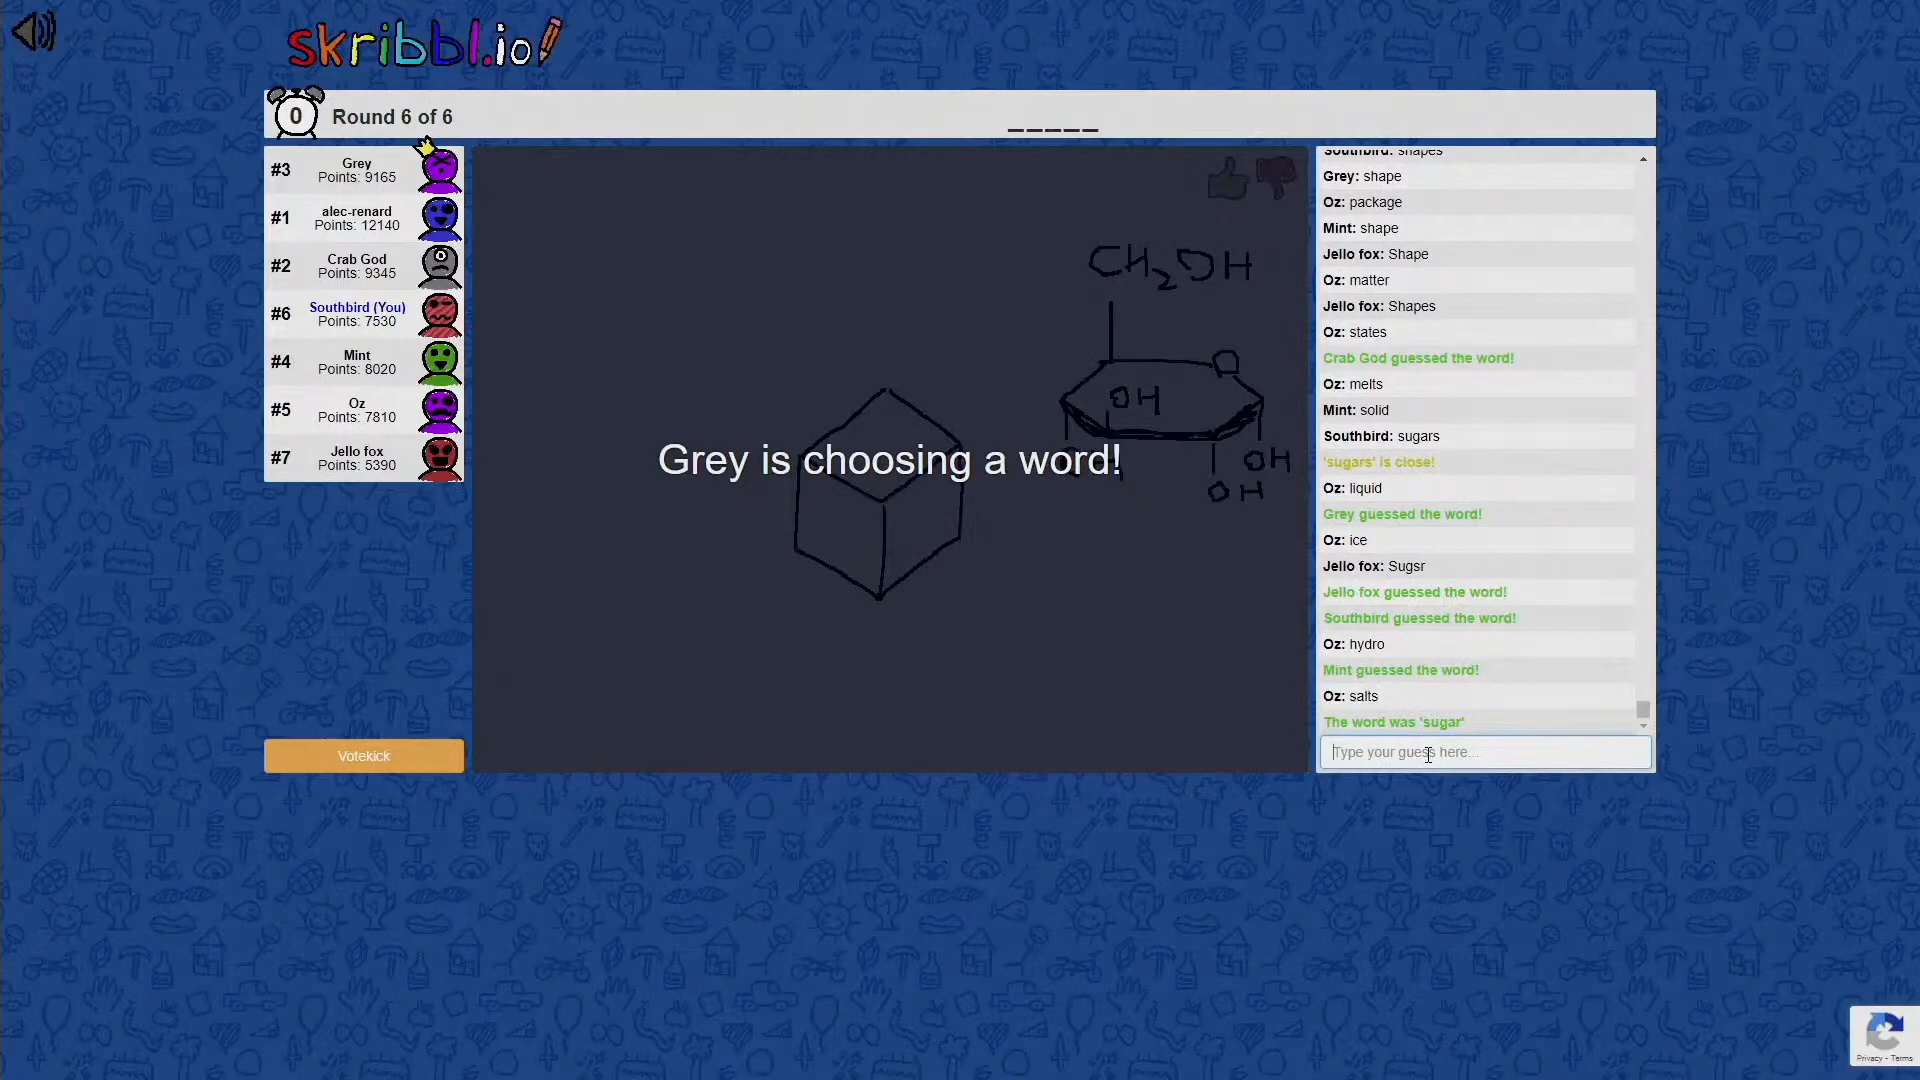 skribbl.io
0
Round 6 of 6
_____
#3
Grey
Points: 9165
#1
alec-renard
Points: 12140
#2
Crab God
Points: 9345
#6
Southbird (You)
Points: 7530
#4
Mint
Points: 8020
#5
Oz
Points: 7810
#7
Jello fox
Points: 5390
Votekick
CH2OH
O
OH
Grey is choosing a word!
OH
OH
Southbird: shapes
Grey: shape
Oz: package
Mint: shape
Jello fox: Shape
Oz: matter
Jello fox: Shapes
Oz: states
Crab God guessed the word!
Oz: melts
Mint: solid
Southbird: sugars
'sugars' is close!
Oz: liquid
Grey guessed the word!
Oz: ice
Jello fox: Sugsr
Jello fox guessed the word!
Southbird guessed the word!
Oz: hydro
Mint guessed the word!
Oz: salts
The word was 'sugar'
Type your guess here...
Privacy - Terms